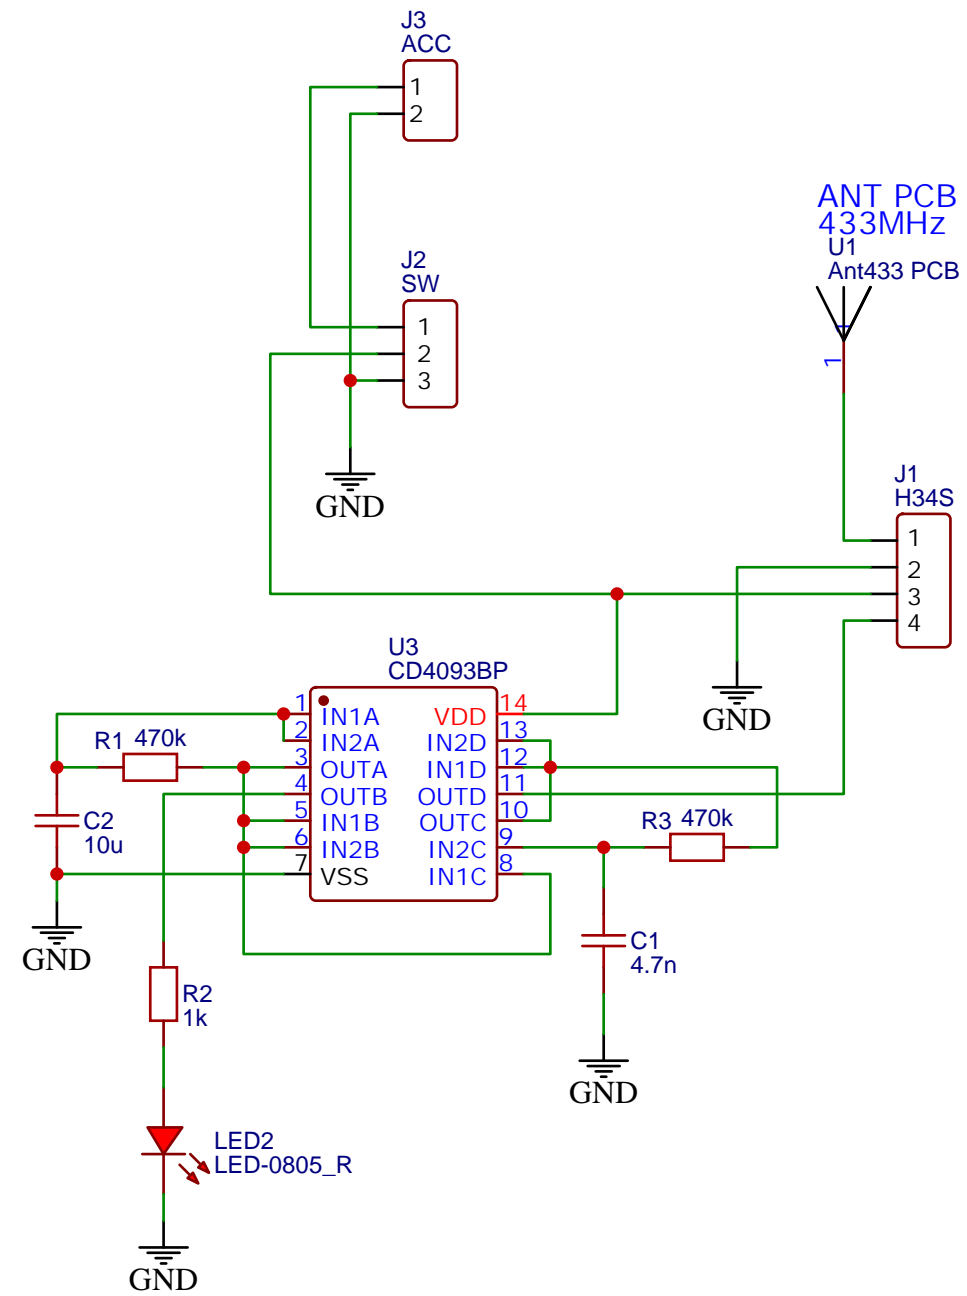 J3
ACC
1
2
ANT PCB
433MHz
U1
Ant433 PCB
1
1
J2
SW
1
2
3
GND
J1
H34S
1
2
3
4
GND
U3
CD4093BP
1 IN1A VDD 14
2 IN2A IN2D 13
3 OUTA IN1D 12
4 OUTB OUTD 11
5 IN1B OUTC 10
6 IN2B IN2C 9
7 VSS IN1C 8
R1 470k
C2
10u
GND
R3 470k
C1
4.7n
GND
R2
1k
LED2
LED-0805_R
GND